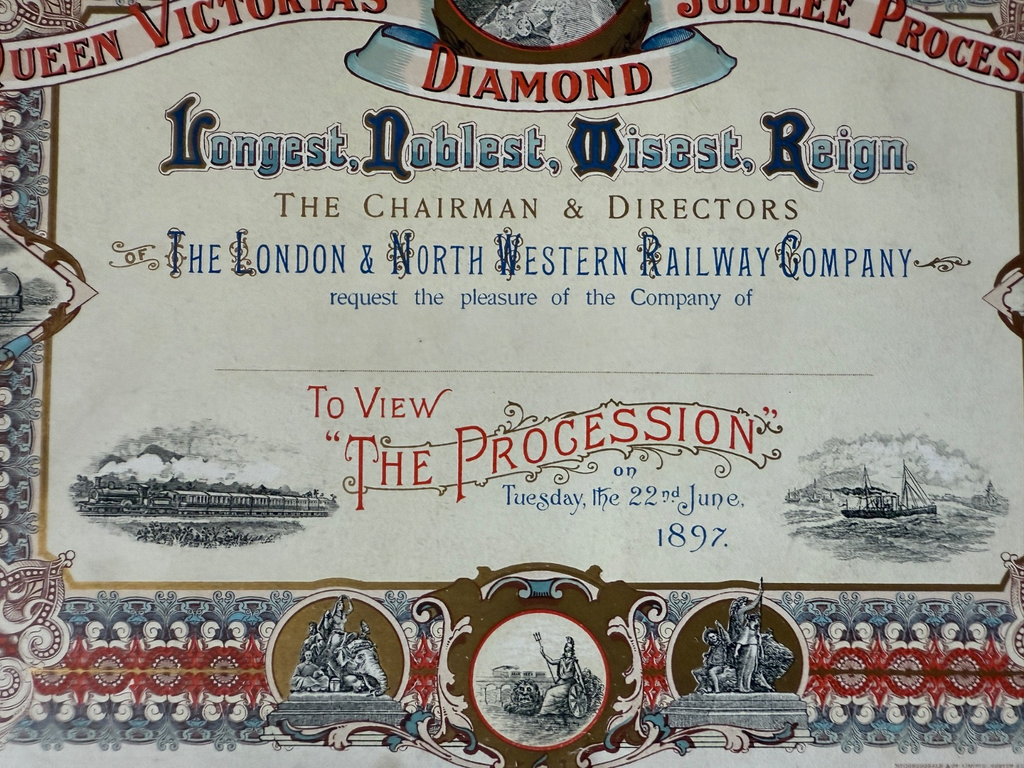 QUEEN VICTORIA'S JUBILEE PROCES
DIAMOND
Longest, Noblest, Wisest, Reign.
THE CHAIRMAN & DIRECTORS
OF THE LONDON & NORTH WESTERN RAILWAY COMPANY
request the pleasure of the Company of
TO VIEW
"THE PROCESSION"
on
Tuesday, the 22nd June,
1897.